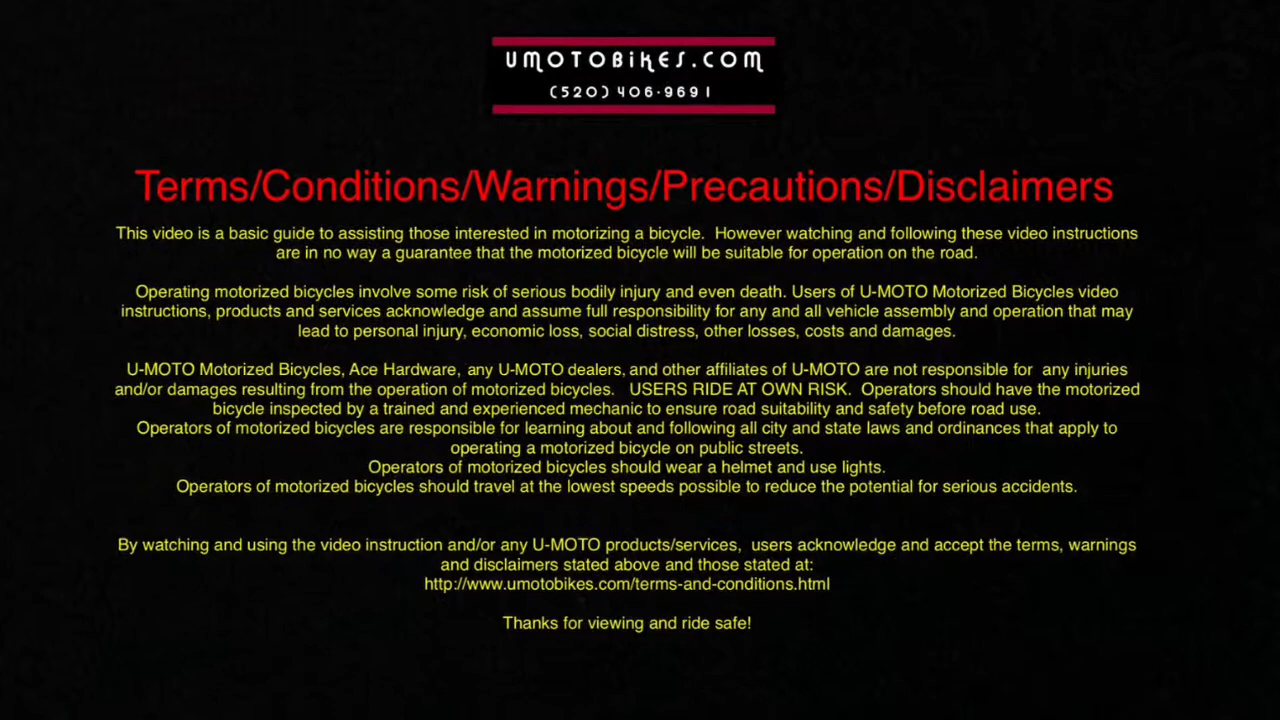 UMOTOBIKES.COM
(520) 406-9691
Terms/Conditions/Warnings/Precautions/Disclaimers
This video is a basic guide to assisting those interested in motorizing a bicycle.  However watching and following these video instructions
are in no way a guarantee that the motorized bicycle will be suitable for operation on the road.
Operating motorized bicycles involve some risk of serious bodily injury and even death. Users of U-MOTO Motorized Bicycles video
instructions, products and services acknowledge and assume full responsibility for any and all vehicle assembly and operation that may
lead to personal injury, economic loss, social distress, other losses, costs and damages.
U-MOTO Motorized Bicycles, Ace Hardware, any U-MOTO dealers, and other affiliates of U-MOTO are not responsible for  any injuries
and/or damages resulting from the operation of motorized bicycles.   USERS RIDE AT OWN RISK.  Operators should have the motorized
bicycle inspected by a trained and experienced mechanic to ensure road suitability and safety before road use.
Operators of motorized bicycles are responsible for learning about and following all city and state laws and ordinances that apply to
operating a motorized bicycle on public streets.
Operators of motorized bicycles should wear a helmet and use lights.
Operators of motorized bicycles should travel at the lowest speeds possible to reduce the potential for serious accidents.
By watching and using the video instruction and/or any U-MOTO products/services,  users acknowledge and accept the terms, warnings
and disclaimers stated above and those stated at:
http://www.umotobikes.com/terms-and-conditions.html
Thanks for viewing and ride safe!